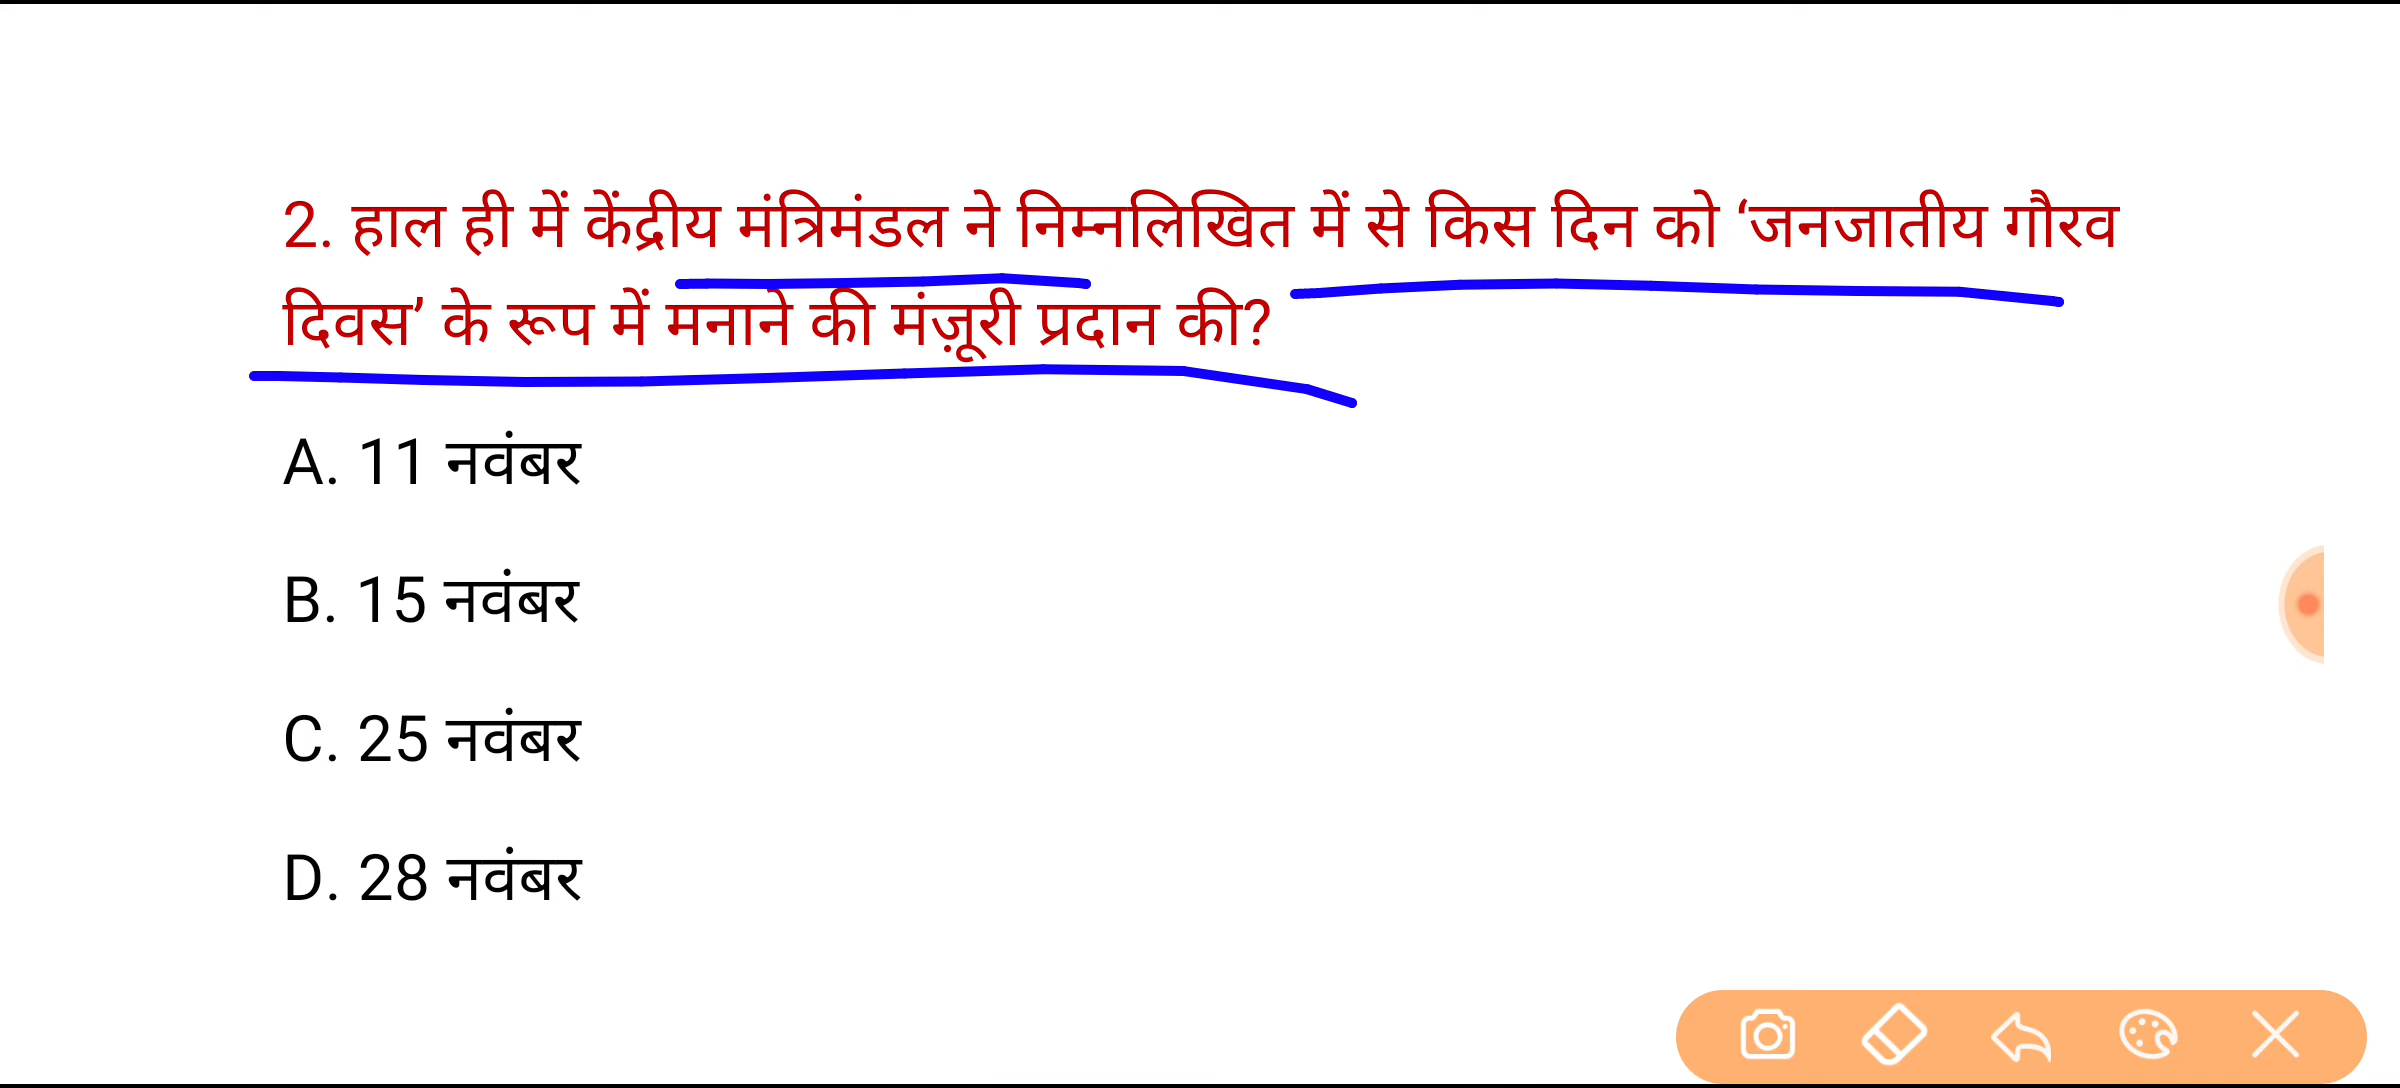 2. हाल ही में केंद्रीय मंत्रिमंडल ने निम्नलिखित में से किस दिन को ‘जनजातीय गौरव
दिवस’ के रूप में मनाने की मंज़ूरी प्रदान की?
A. 11 नवंबर
B. 15 नवंबर
C. 25 नवंबर
D. 28 नवंबर